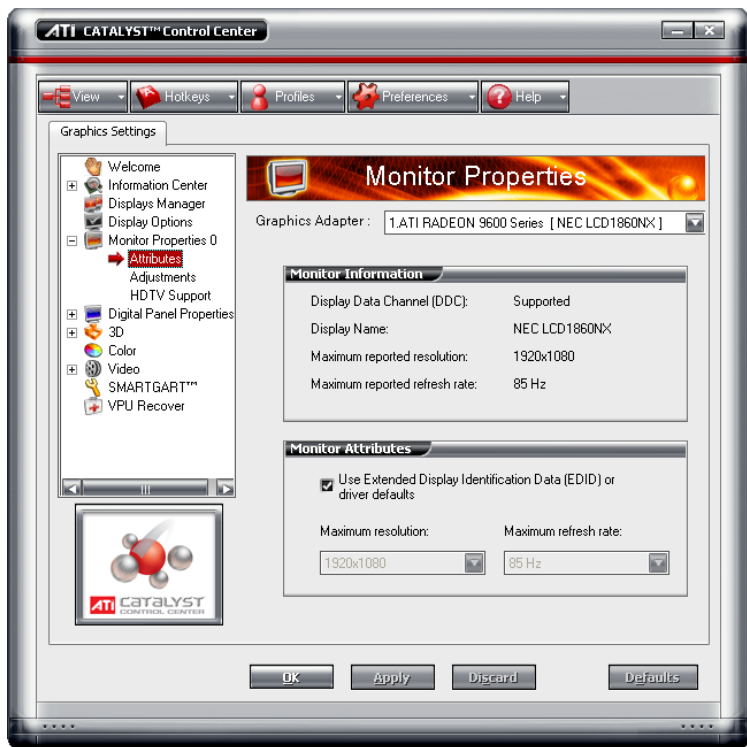 ATI CATALYST™ Control Center
View
Hotkeys
Profiles
Preferences
Help
Graphics Settings
Welcome
Information Center
Displays Manager
Display Options
Monitor Properties 0
Attributes
Adjustments
HDTV Support
Digital Panel Properties
3D
Color
Video
SMARTGART™
VPU Recover
ATI CATALYST
CONTROL CENTER
Monitor Properties
Graphics Adapter : 1.ATI RADEON 9600 Series [ NEC LCD1860NX ]
Monitor Information
Display Data Channel (DDC): Supported
Display Name: NEC LCD1860NX
Maximum reported resolution: 1920x1080
Maximum reported refresh rate: 85 Hz
Monitor Attributes
Use Extended Display Identification Data (EDID) or
driver defaults
Maximum resolution: Maximum refresh rate:
1920x1080 85 Hz
OK Apply Discard Defaults